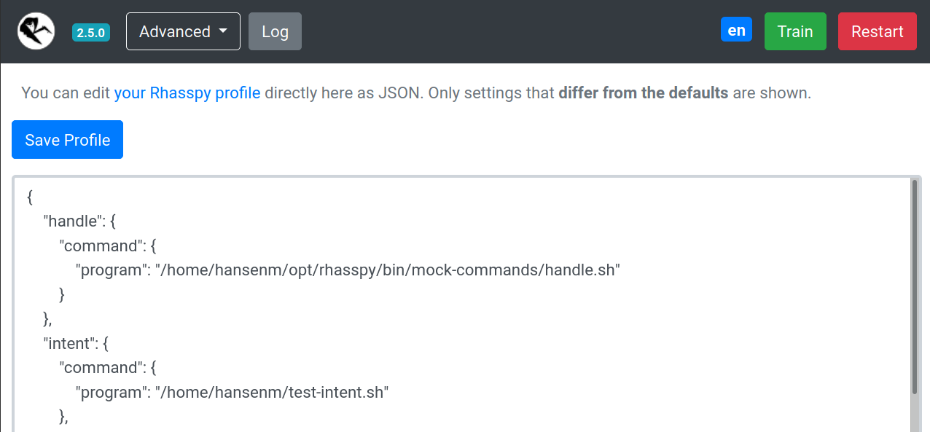 2.5.0 Advanced Log en Train Restart
You can edit your Rhasspy profile directly here as JSON. Only settings that differ from the defaults are shown.
Save Profile
{
"handle": {
"command": {
"program": "/home/hansenm/opt/rhasspy/bin/mock-commands/handle.sh"
}
},
"intent": {
"command": {
"program": "/home/hansenm/test-intent.sh"
},